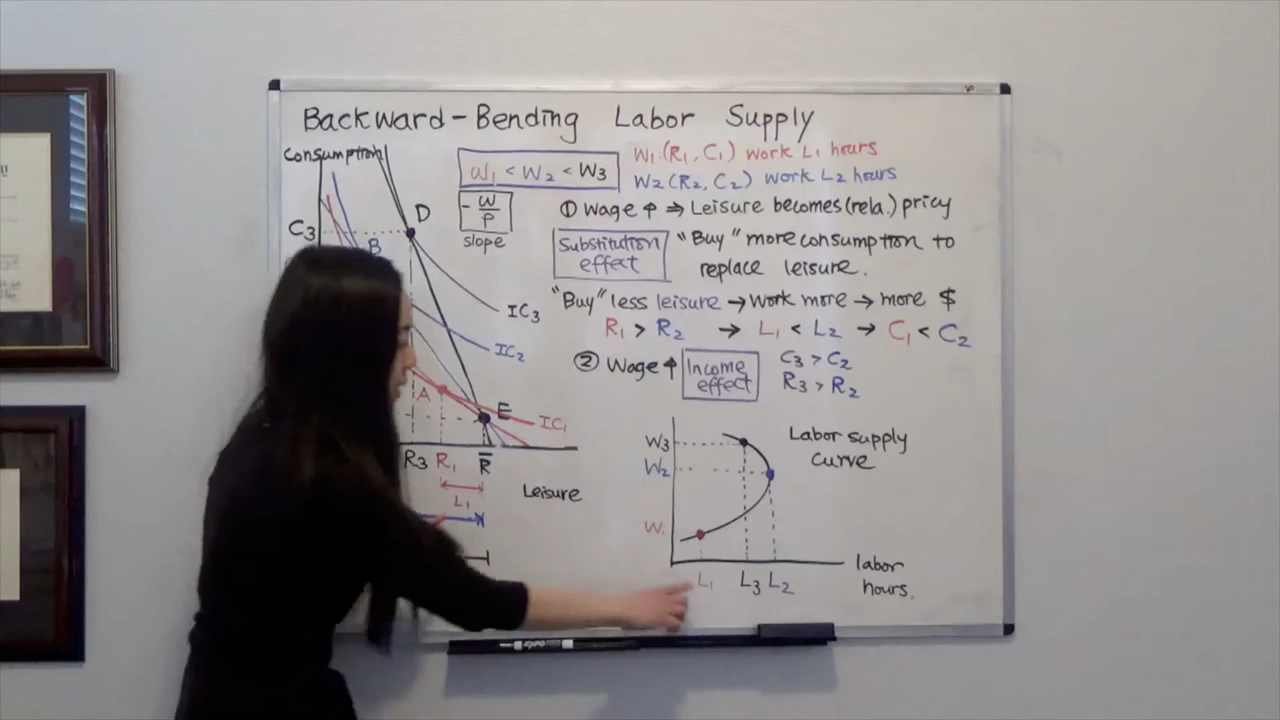 Backward-Bending Labor Supply
Consumption
C3
B
D
IC3
IC2
A
E
IC1
R3 R1 R̅
L1
Leisure
W1 < W2 < W3
- W/P
slope
W1 (R1, C1) work L1 hours
W2 (R2, C2) work L2 hours
① Wage ↑ ⇒ Leisure becomes (rela.) pricy
Substitution effect
"Buy" more consumption to
replace leisure.
"Buy" less leisure → work more → more $
R1 > R2 → L1 < L2 → C1 < C2
② Wage ↑ Income effect
C3 > C2
R3 > R2
W3
W2
W1
Labor supply
curve
L1 L3 L2
labor
hours.